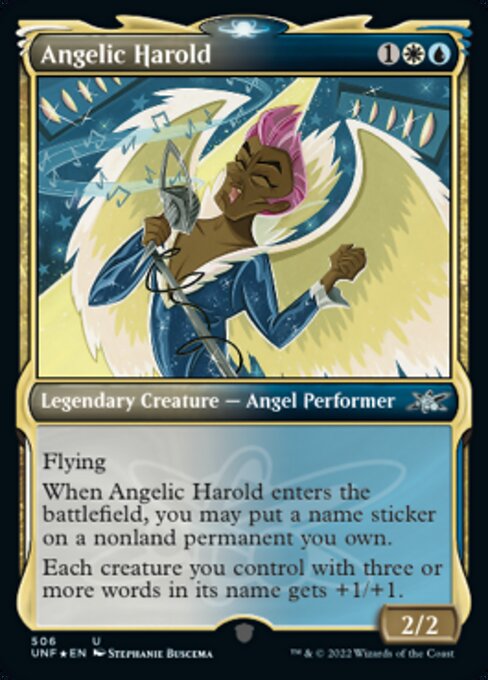 Angelic Harold 1
Legendary Creature — Angel Performer
Flying
When Angelic Harold enters the
battlefield, you may put a name sticker
on a nonland permanent you own.
Each creature you control with three or
more words in its name gets +1/+1.
2/2
506 U
UNF★EN Stephanie Buscema
™ & © 2022 Wizards of the Coast